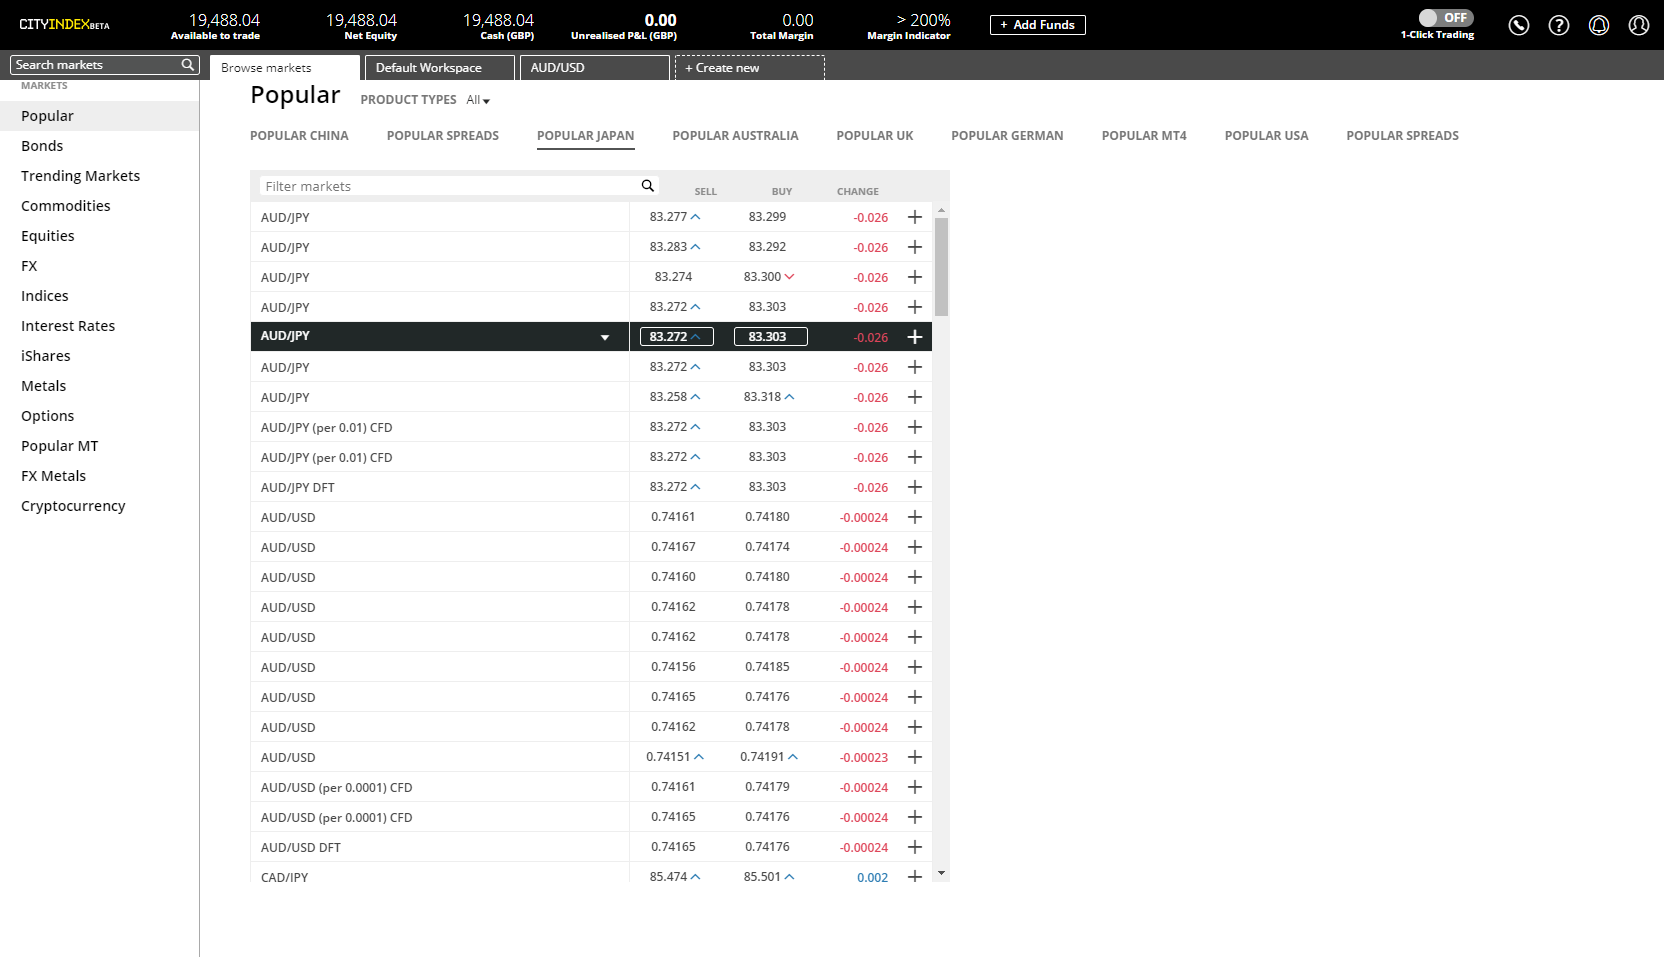 CITYINDEXBETA
19,488.04 19,488.04 19,488.04 0.00 0.00 > 200%
Available to trade Net Equity Cash (GBP) Unrealised P&L (GBP) Total Margin Margin Indicator
+ Add Funds
OFF
1-Click Trading
Search markets
Browse markets Default Workspace AUD/USD + Create new
MARKETS
Popular
Bonds
Trending Markets
Commodities
Equities
FX
Indices
Interest Rates
iShares
Metals
Options
Popular MT
FX Metals
Cryptocurrency
Popular PRODUCT TYPES All
POPULAR CHINA POPULAR SPREADS POPULAR JAPAN POPULAR AUSTRALIA POPULAR UK POPULAR GERMAN POPULAR MT4 POPULAR USA POPULAR SPREADS
Filter markets SELL BUY CHANGE
AUD/JPY 83.277 83.299 -0.026 +
AUD/JPY 83.283 83.292 -0.026 +
AUD/JPY 83.274 83.300 -0.026 +
AUD/JPY 83.272 83.303 -0.026 +
AUD/JPY 83.272 83.303 -0.026 +
AUD/JPY 83.272 83.303 -0.026 +
AUD/JPY 83.258 83.318 -0.026 +
AUD/JPY (per 0.01) CFD 83.272 83.303 -0.026 +
AUD/JPY (per 0.01) CFD 83.272 83.303 -0.026 +
AUD/JPY DFT 83.272 83.303 -0.026 +
AUD/USD 0.74161 0.74180 -0.00024 +
AUD/USD 0.74167 0.74174 -0.00024 +
AUD/USD 0.74160 0.74180 -0.00024 +
AUD/USD 0.74162 0.74178 -0.00024 +
AUD/USD 0.74162 0.74178 -0.00024 +
AUD/USD 0.74156 0.74185 -0.00024 +
AUD/USD 0.74165 0.74176 -0.00024 +
AUD/USD 0.74162 0.74178 -0.00024 +
AUD/USD 0.74151 0.74191 -0.00023 +
AUD/USD (per 0.0001) CFD 0.74161 0.74179 -0.00024 +
AUD/USD (per 0.0001) CFD 0.74165 0.74176 -0.00024 +
AUD/USD DFT 0.74165 0.74176 -0.00024 +
CAD/JPY 85.474 85.501 0.002 +